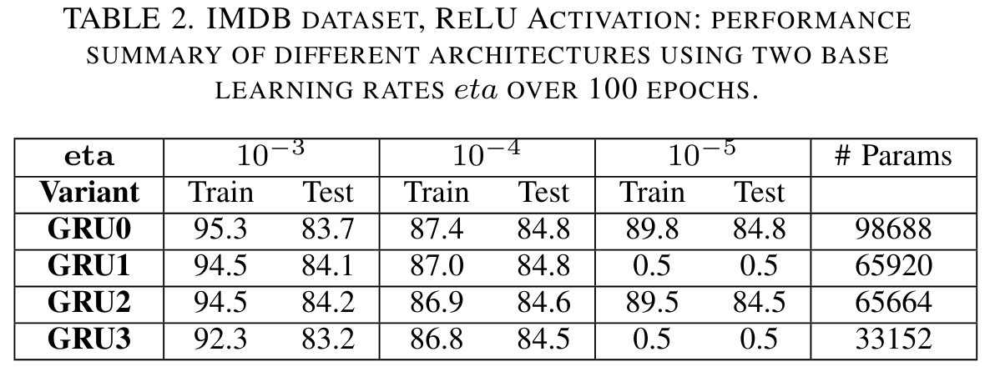 TABLE 2. IMDB DATASET, RELU ACTIVATION: PERFORMANCE
SUMMARY OF DIFFERENT ARCHITECTURES USING TWO BASE
LEARNING RATES eta OVER 100 EPOCHS.
eta 10⁻³ 10⁻⁴ 10⁻⁵ # Params
Variant Train Test Train Test Train Test
GRU0 95.3 83.7 87.4 84.8 89.8 84.8 98688
GRU1 94.5 84.1 87.0 84.8 0.5 0.5 65920
GRU2 94.5 84.2 86.9 84.6 89.5 84.5 65664
GRU3 92.3 83.2 86.8 84.5 0.5 0.5 33152